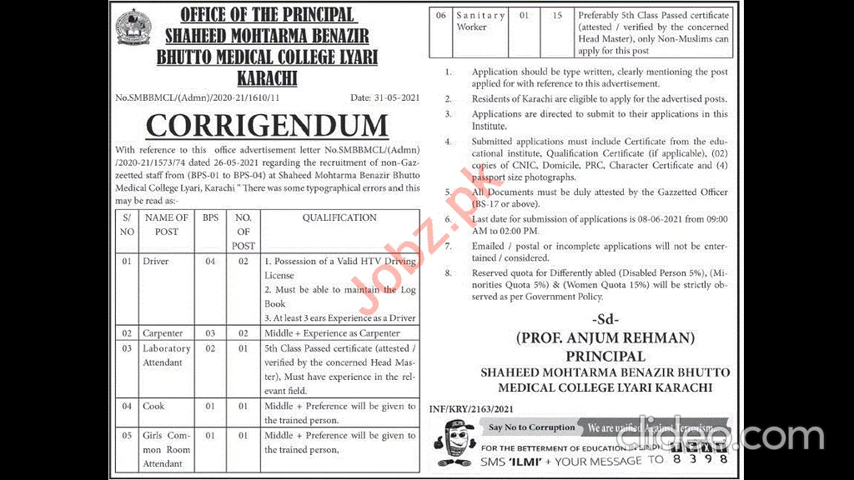 OFFICE OF THE PRINCIPAL
SHAHEED MOHTARMA BENAZIR
BHUTTO MEDICAL COLLEGE LYARI
KARACHI
No.SMBBMCL/(Admn)/2020-21/1610/11 Date: 31-05-2021
CORRIGENDUM
With reference to this office advertisement letter No.SMBBMCL/(Admn)
/2020-21/1573/74 dated 26-05-2021 regarding the recruitment of non-Gaz-
zeetted staff from (BPS-01 to BPS-04) at Shaheed Mohtarma Benazir Bhutto
Medical College Lyari, Karachi " There was some typographical errors and this
may be read as:-
S/ NO NAME OF POST BPS NO. OF POST QUALIFICATION
01 Driver 04 02 1. Possession of a Valid HTV Driving
License
2. Must be able to maintain the Log
Book
3. At least 3 ears Experience as a Driver
02 Carpenter 03 02 Middle + Experience as Carpenter
03 Laboratory Attendant 02 01 5th Class Passed certificate (attested /
verified by the concerned Head Mas-
ter), Must have experience in the rel-
evant field.
04 Cook 01 01 Middle + Preference will be given to
the trained person.
05 Girls Com- mon Room Attendant 01 01 Middle + Preference will be given to
the trained person,
06 Sanitary Worker 01 15 Preferably 5th Class Passed certificate
(attested / verified by the concerned
Head Master), only Non-Muslims can
apply for this post
1. Application should be type written, clearly mentioning the post
applied for with reference to this advertisement.
2. Residents of Karachi are eligible to apply for the advertised posts.
3. Applications are directed to submit to their applications in this
Institute.
4. Submitted applications must include Certificate from the edu-
cational institute, Qualification Certificate (if applicable), (02)
copies of CNIC, Domicile, PRC, Character Certificate and (4)
passport size photographs.
5. All Documents must be duly attested by the Gazzetted Officer
(BS-17 or above).
6. Last date for submission of applications is 08-06-2021 from 09:00
AM to 02:00 PM.
7. Emailed / postal or incomplete applications will not be enter-
tained / considered.
8. Reserved quota for Differently abled (Disabled Person 5%), (Mi-
norities Quota 5%) & (Women Quota 15%) will be strictly ob-
served as per Government Policy.
-Sd-
(PROF. ANJUM REHMAN)
PRINCIPAL
SHAHEED MOHTARMA BENAZIR BHUTTO
MEDICAL COLLEGE LYARI KARACHI
INF/KRY/2163/2021
Say No to Corruption We are unified Against Terrorism
FOR THE BETTERMENT OF EDUCATION IN SINDH
SMS 'ILMI' + YOUR MESSAGE TO 8398
Jobz.pk
clideo.com